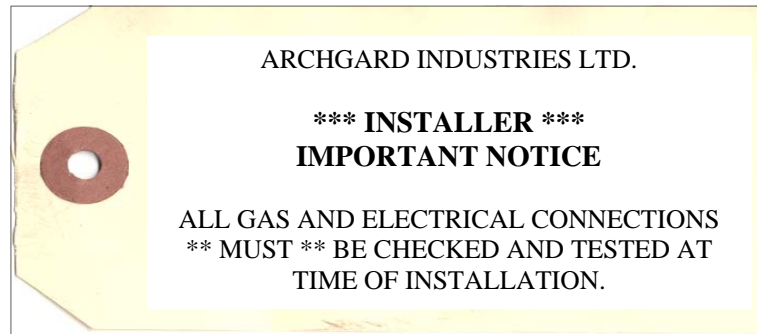 ARCHGARD INDUSTRIES LTD.
*** INSTALLER ***
IMPORTANT NOTICE
ALL GAS AND ELECTRICAL CONNECTIONS
** MUST ** BE CHECKED AND TESTED AT
TIME OF INSTALLATION.